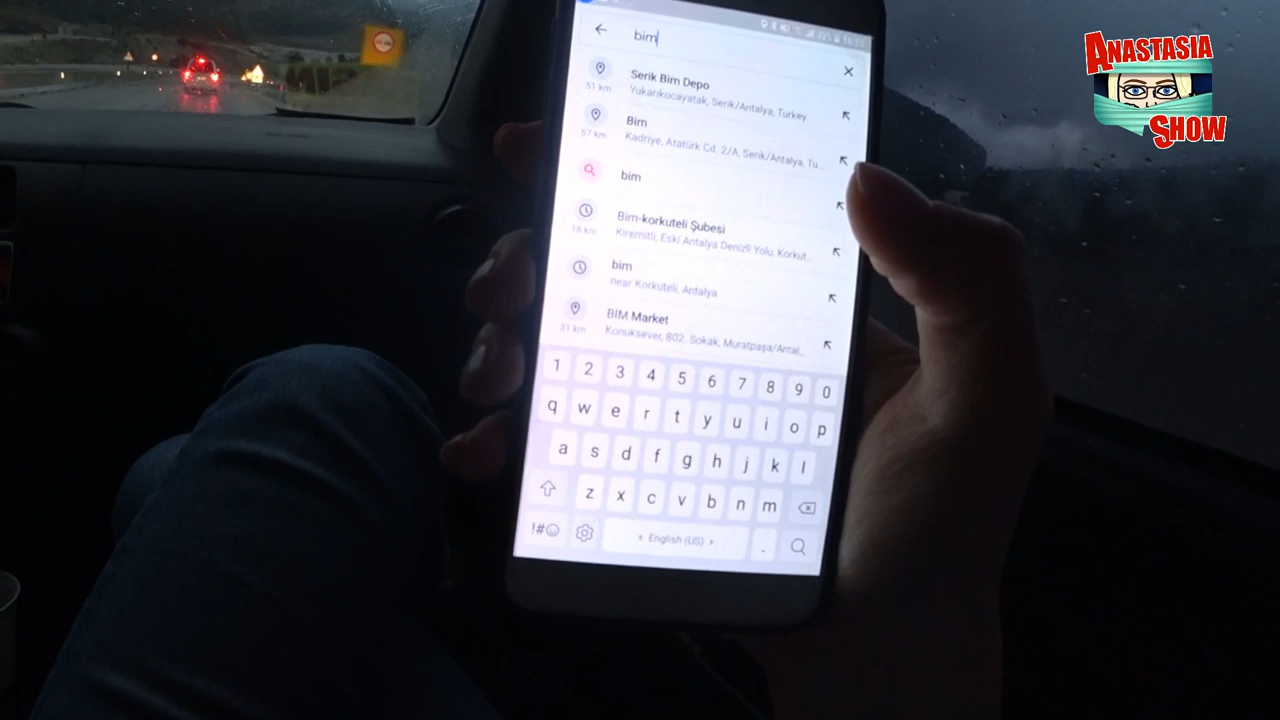 bim
Serik Bim Depo
51 km
Yukarıkocayatak, Serik/Antalya, Turkey
Bim
57 km
Kadriye, Atatürk Cd. 2/A, Serik/Antalya, Tu...
bim
Bim-korkuteli Şubesi
18 km
Kiremitli, Eski Antalya Denizli Yolu, Korkut...
bim
near Korkuteli, Antalya
BIM Market
31 km
Konuksever, 802. Sokak, Muratpaşa/Antal...
1 2 3 4 5 6 7 8 9 0
q w e r t y u i o p
a s d f g h j k l
z x c v b n m
!#☺ < English (US) > .
ANASTASIA
SHOW